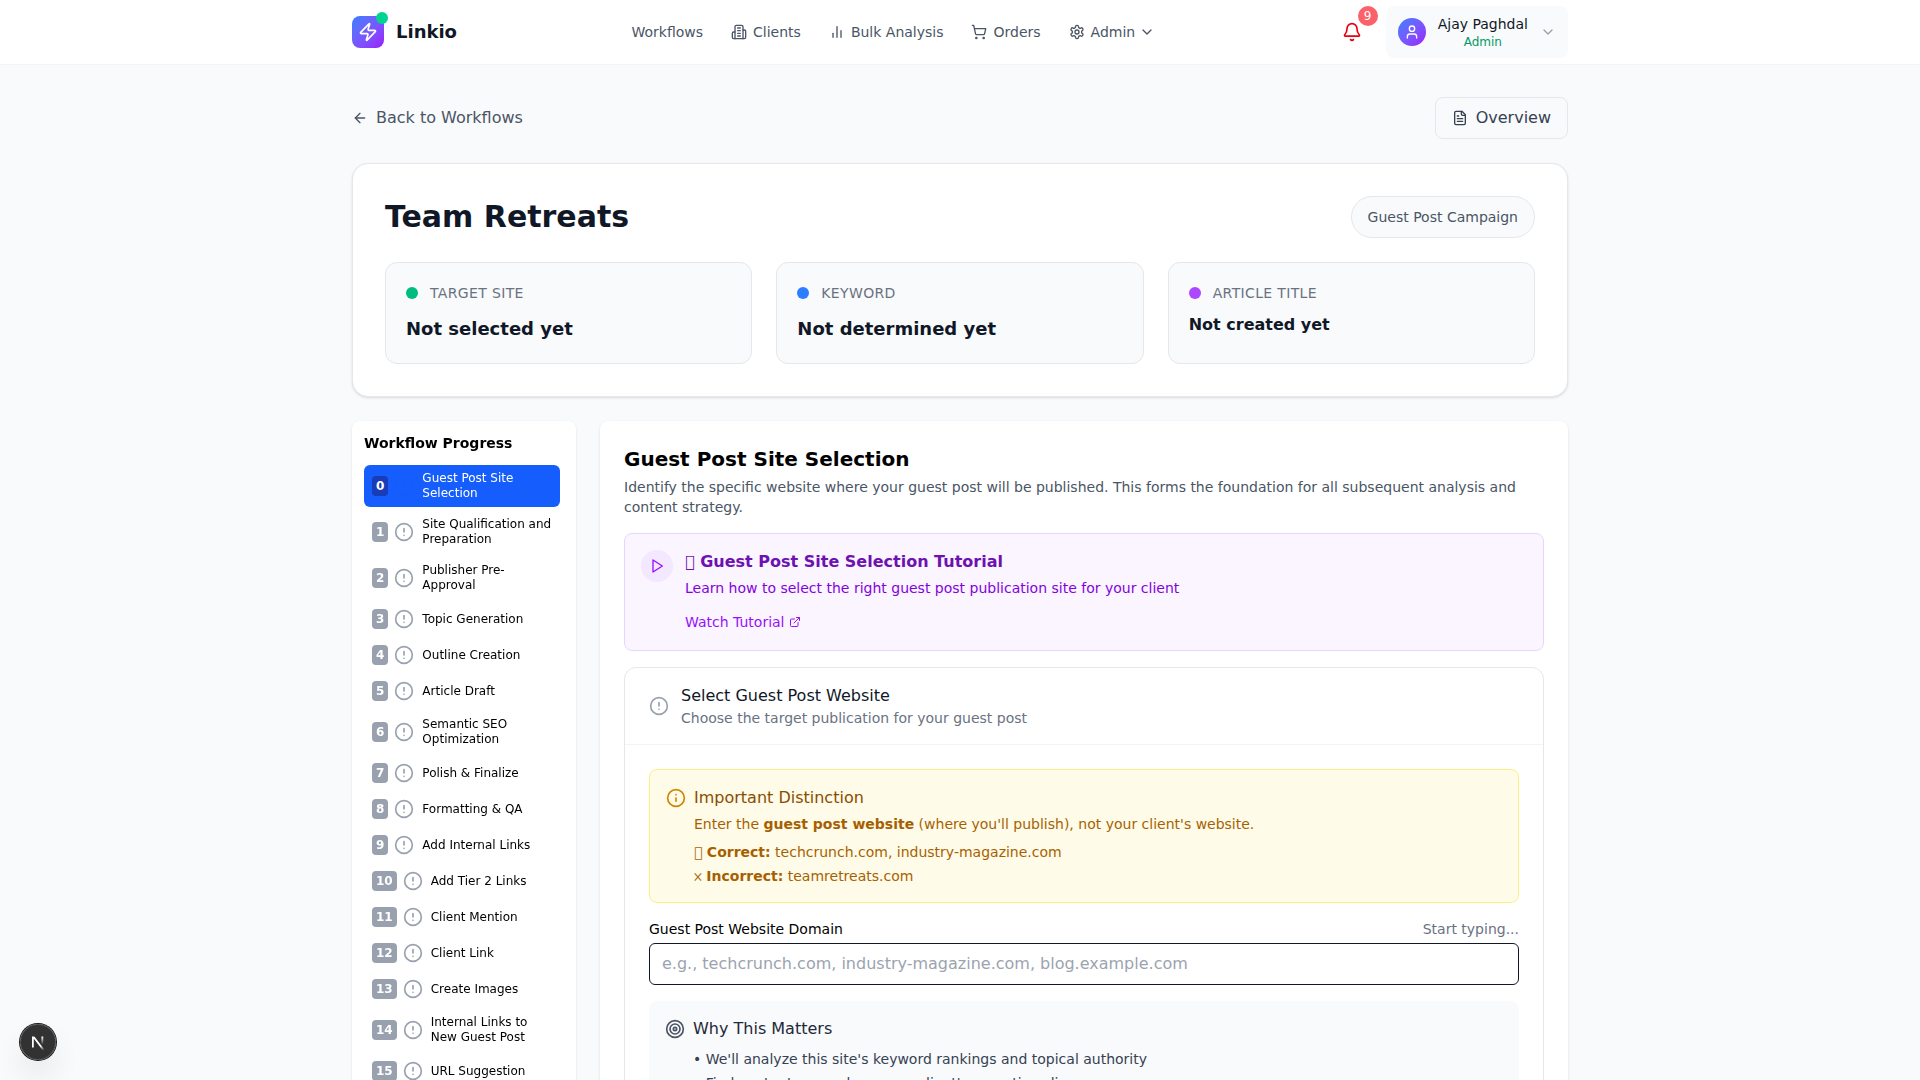 Linkio
Workflows
Clients
Bulk Analysis
Orders
Admin
9
Ajay Paghdal
Admin
Back to Workflows
Overview
Team Retreats
Guest Post Campaign
TARGET SITE
Not selected yet
KEYWORD
Not determined yet
ARTICLE TITLE
Not created yet
Workflow Progress
0 Guest Post Site
Selection
1 Site Qualification and
Preparation
2 Publisher Pre-
Approval
3 Topic Generation
4 Outline Creation
5 Article Draft
6 Semantic SEO
Optimization
7 Polish & Finalize
8 Formatting & QA
9 Add Internal Links
10 Add Tier 2 Links
11 Client Mention
12 Client Link
13 Create Images
14 Internal Links to
New Guest Post
15 URL Suggestion
Guest Post Site Selection
Identify the specific website where your guest post will be published. This forms the foundation for all subsequent analysis and
content strategy.
Guest Post Site Selection Tutorial
Learn how to select the right guest post publication site for your client
Watch Tutorial
Select Guest Post Website
Choose the target publication for your guest post
Important Distinction
Enter the guest post website (where you'll publish), not your client's website.
Correct: techcrunch.com, industry-magazine.com
× Incorrect: teamretreats.com
Guest Post Website Domain
Start typing...
e.g., techcrunch.com, industry-magazine.com, blog.example.com
Why This Matters
• We'll analyze this site's keyword rankings and topical authority
N